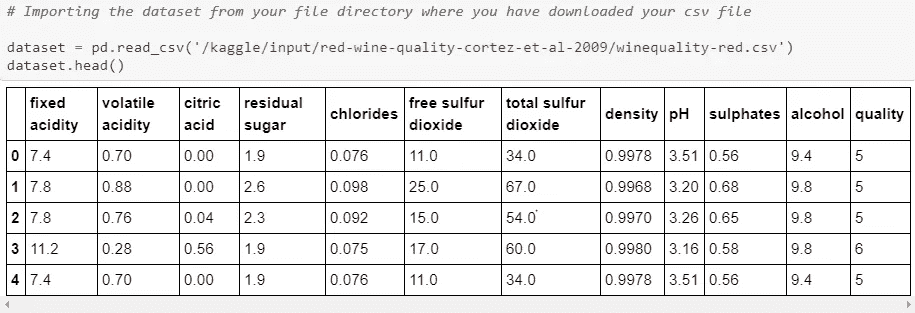 # Importing the dataset from your file directory where you have downloaded your csv file
dataset = pd.read_csv('/kaggle/input/red-wine-quality-cortez-et-al-2009/winequality-red.csv')
dataset.head()
fixed acidity volatile acidity citric acid residual sugar chlorides free sulfur dioxide total sulfur dioxide density pH sulphates alcohol quality
0 7.4 0.70 0.00 1.9 0.076 11.0 34.0 0.9978 3.51 0.56 9.4 5
1 7.8 0.88 0.00 2.6 0.098 25.0 67.0 0.9968 3.20 0.68 9.8 5
2 7.8 0.76 0.04 2.3 0.092 15.0 54.0 0.9970 3.26 0.65 9.8 5
3 11.2 0.28 0.56 1.9 0.075 17.0 60.0 0.9980 3.16 0.58 9.8 6
4 7.4 0.70 0.00 1.9 0.076 11.0 34.0 0.9978 3.51 0.56 9.4 5